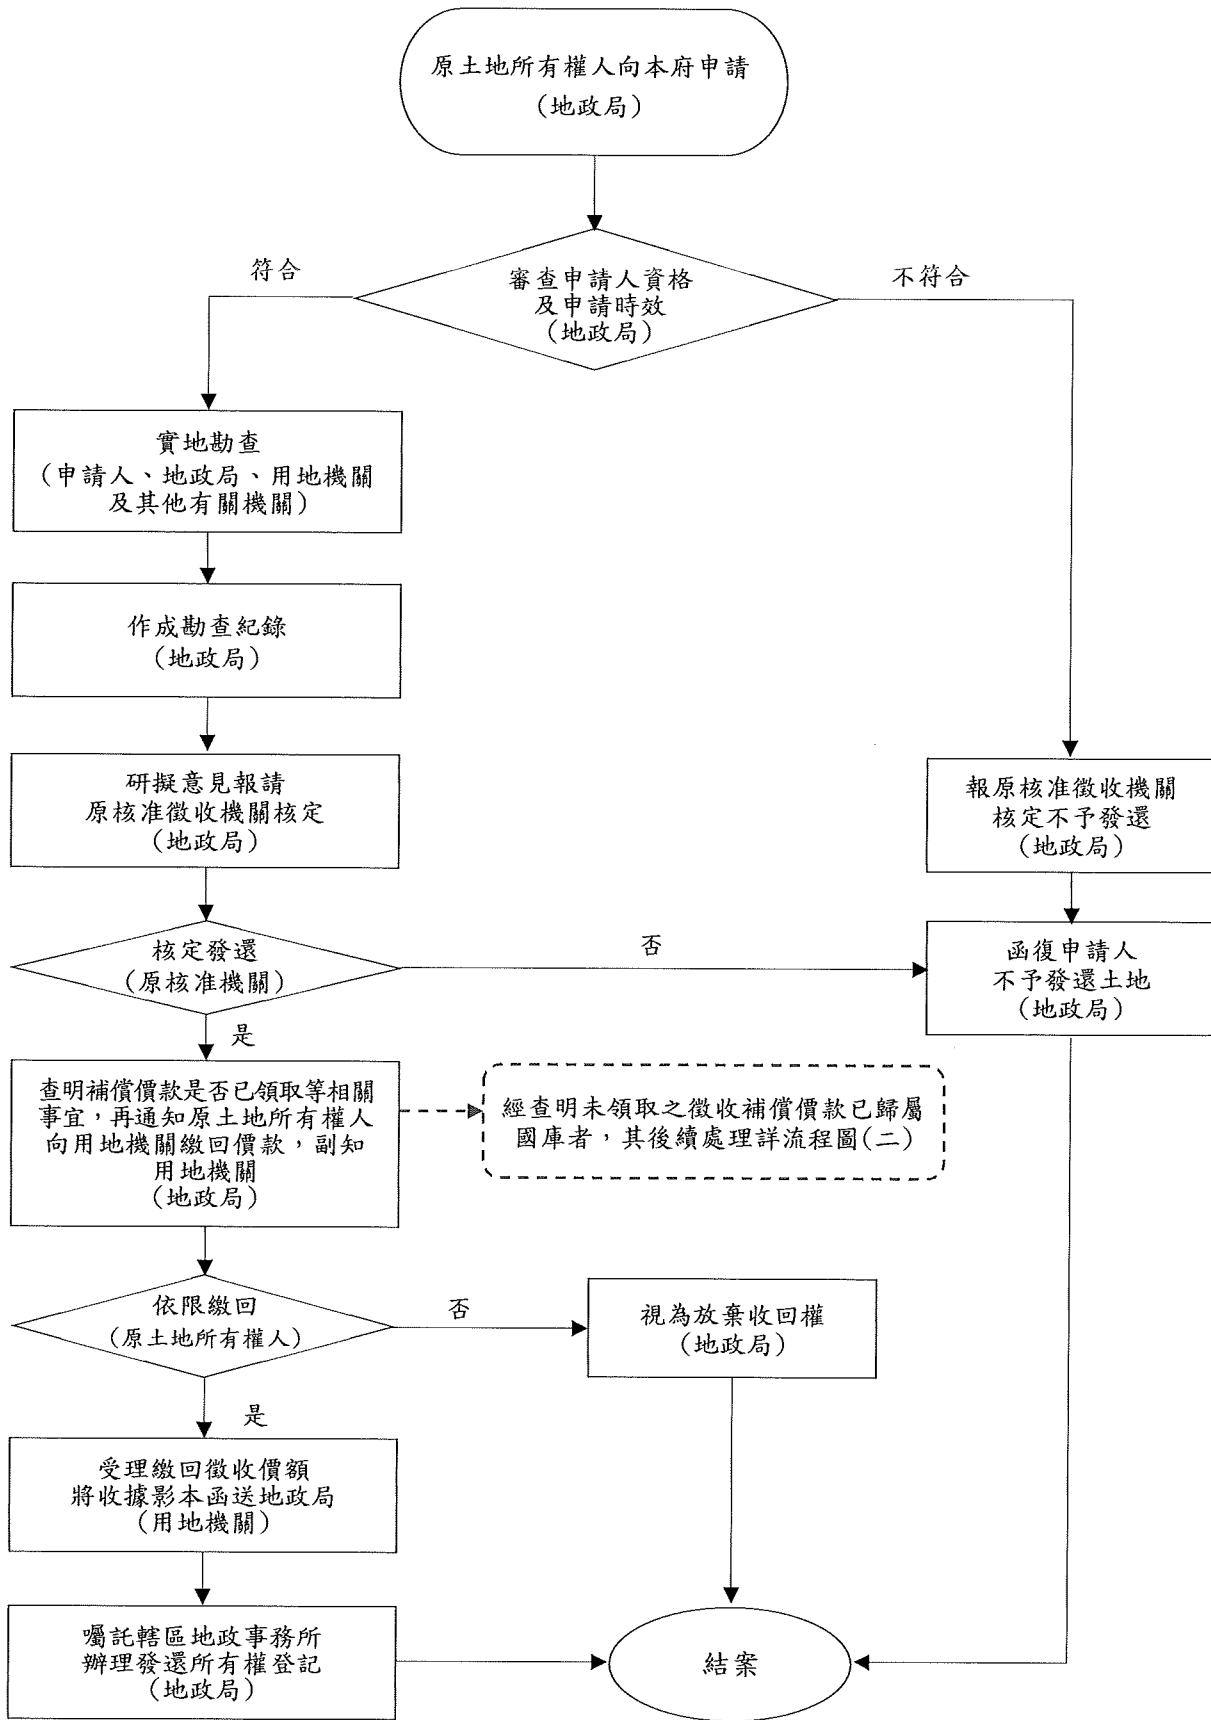 原土地所有權人向本府申請
(地政局)
審查申請人資格
及申請時效
(地政局)
符合
不符合
實地勘查
(申請人、地政局、用地機關
及其他有關機關)
作成勘查紀錄
(地政局)
研擬意見報請
原核准徵收機關核定
(地政局)
報原核准徵收機關
核定不予發還
(地政局)
核定發還
(原核准機關)
否
函復申請人
不予發還土地
(地政局)
是
查明補償價款是否已領取等相關
事宜,再通知原土地所有權人
向用地機關繳回價款,副知
用地機關
(地政局)
經查明未領取之徵收補償價款已歸屬
國庫者,其後續處理詳流程圖(二)
依限繳回
(原土地所有權人)
否
視為放棄收回權
(地政局)
是
受理繳回徵收價額
將收據影本函送地政局
(用地機關)
囑託轄區地政事務所
辦理發還所有權登記
(地政局)
結案